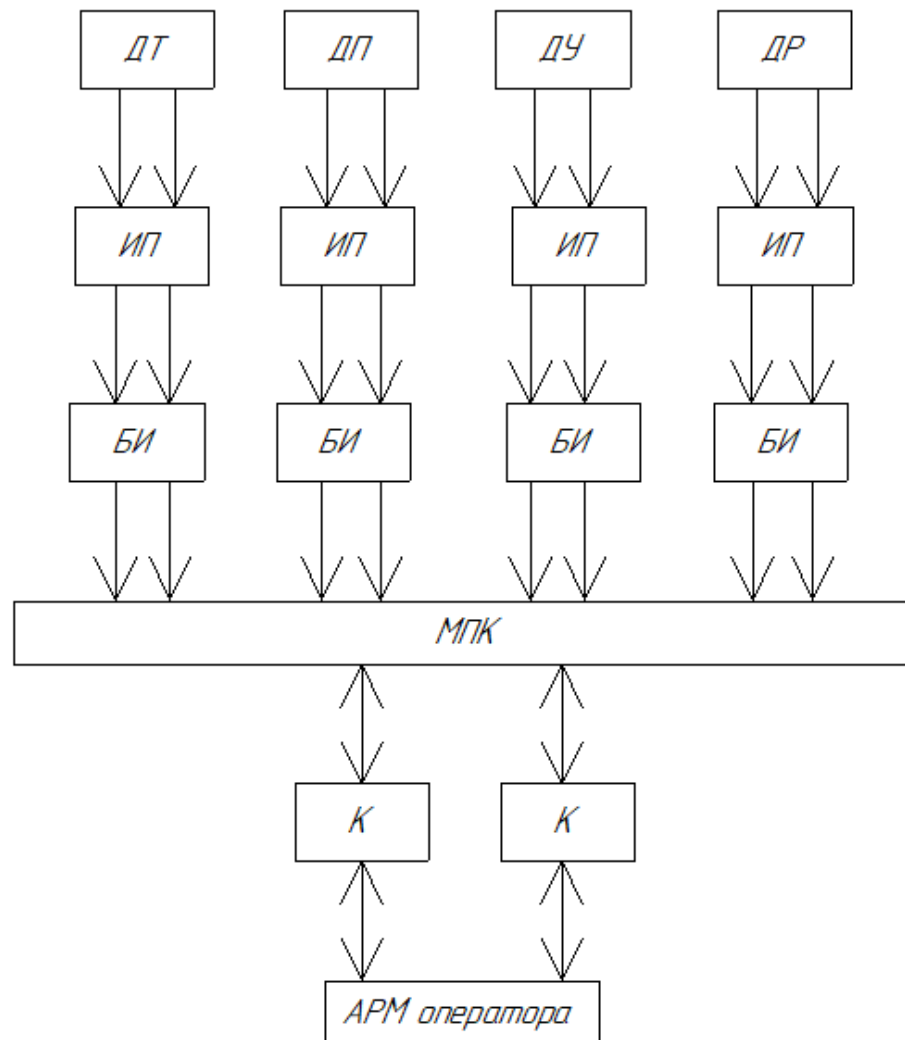 ДТ ДП ДУ ДР
ИП ИП ИП ИП
БИ БИ БИ БИ
МПК
К К
АРМ оператора